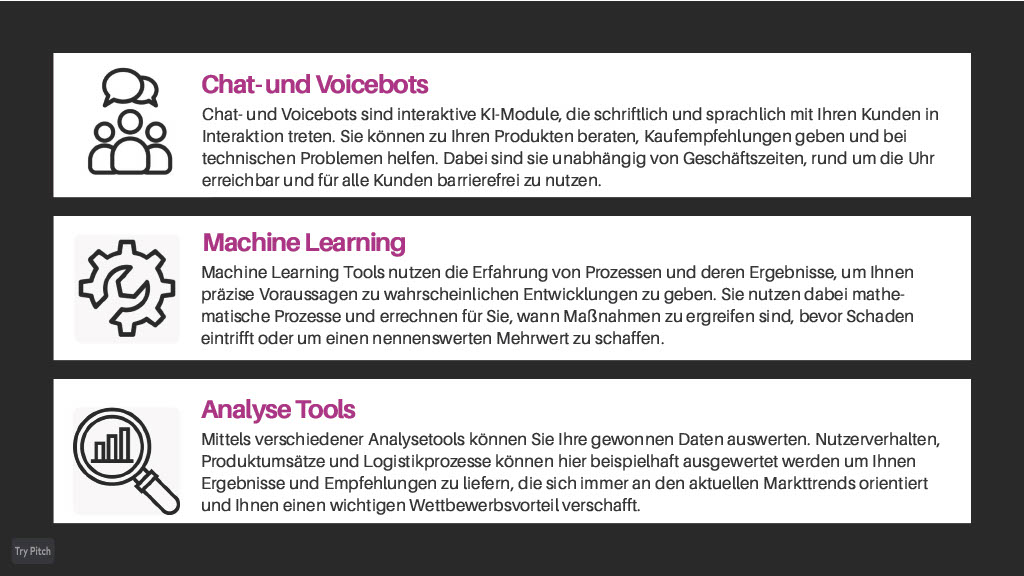 Chat- und Voicebots
Chat- und Voicebots sind interaktive KI-Module, die schriftlich und sprachlich mit Ihren Kunden in
Interaktion treten. Sie können zu Ihren Produkten beraten, Kaufempfehlungen geben und bei
technischen Problemen helfen. Dabei sind sie unabhängig von Geschäftszeiten, rund um die Uhr
erreichbar und für alle Kunden barrierefrei zu nutzen.
Machine Learning
Machine Learning Tools nutzen die Erfahrung von Prozessen und deren Ergebnisse, um Ihnen
präzise Voraussagen zu wahrscheinlichen Entwicklungen zu geben. Sie nutzen dabei mathe-
matische Prozesse und errechnen für Sie, wann Maßnahmen zu ergreifen sind, bevor Schaden
eintrifft oder um einen nennenswerten Mehrwert zu schaffen.
Analyse Tools
Mittels verschiedener Analysetools können Sie Ihre gewonnen Daten auswerten. Nutzerverhalten,
Produktumsätze und Logistikprozesse können hier beispielhaft ausgewertet werden um Ihnen
Ergebnisse und Empfehlungen zu liefern, die sich immer an den aktuellen Markttrends orientiert
und Ihnen einen wichtigen Wettbewerbsvorteil verschafft.
Try Pitch